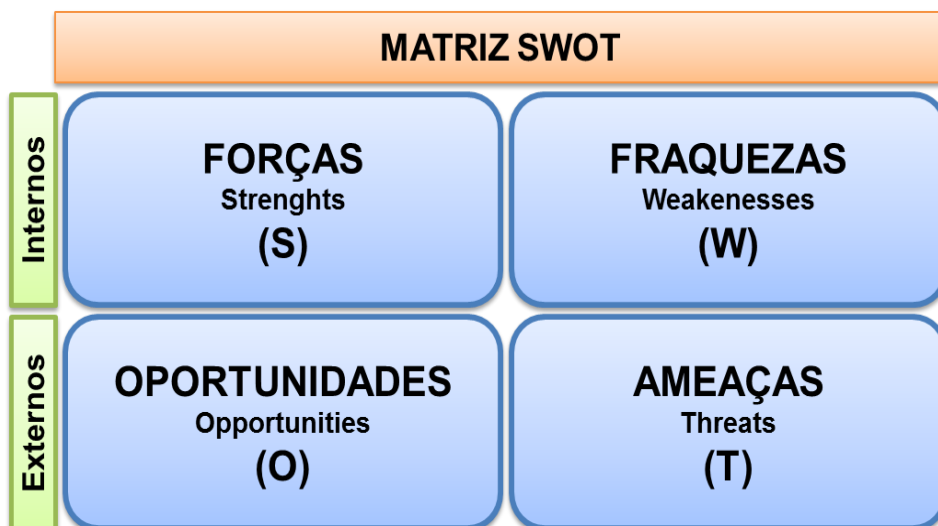 MATRIZ SWOT
Internos
FORÇAS
Strenghts
(S)
FRAQUEZAS
Weakenesses
(W)
Externos
OPORTUNIDADES
Opportunities
(O)
AMEAÇAS
Threats
(T)